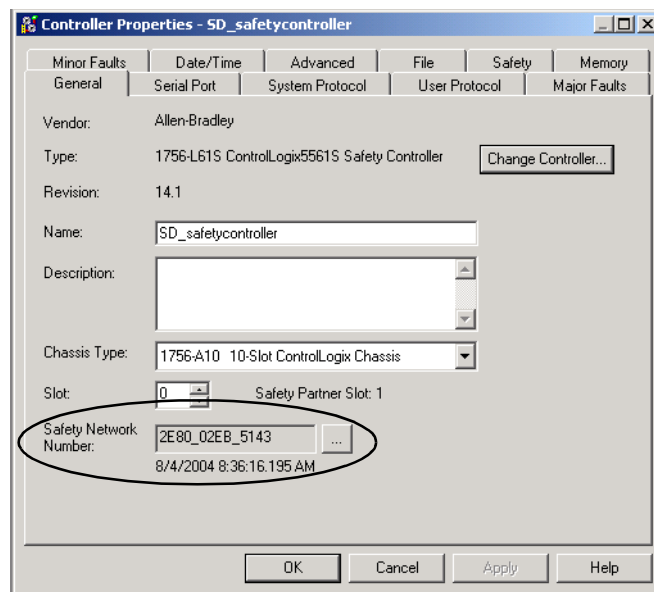 Controller Properties - SD_safetycontroller
Minor Faults Date/Time Advanced File Safety Memory
General Serial Port System Protocol User Protocol Major Faults
Vendor: Allen-Bradley
Type: 1756-L61S ControlLogix5561S Safety Controller Change Controller...
Revision: 14.1
Name: SD_safetycontroller
Description:
Chassis Type: 1756-A10 10-Slot ControlLogix Chassis
Slot: 0 Safety Partner Slot: 1
Safety Network
Number: 2E80_02EB_5143 ...
8/4/2004 8:36:16.195 AM
OK Cancel Apply Help